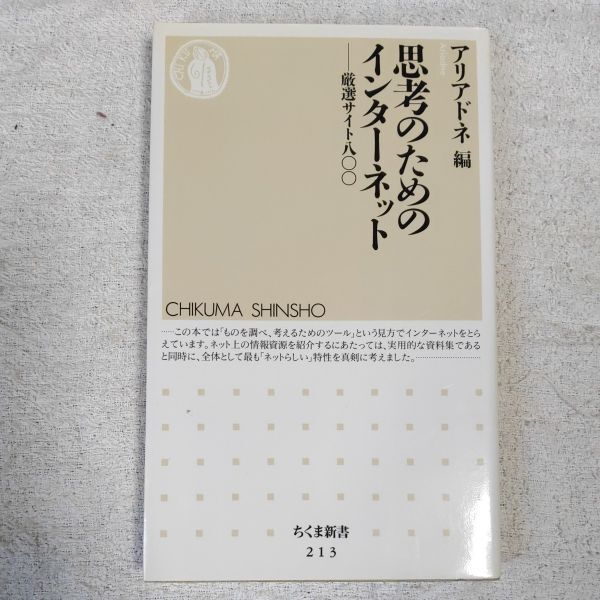 アリアドネ 編
Ariadne
思考のための
インターネット
──厳選サイト八〇〇
CHIKUMA SHINSHO
……この本では「ものを調べ、考えるためのツール」という見方でインターネットをとら
えています。ネット上の情報資源を紹介するにあたっては、実用的な資料集である
と同時に、全体として最も「ネットらしい」特性を真剣に考えました。……………
ちくま新書
213